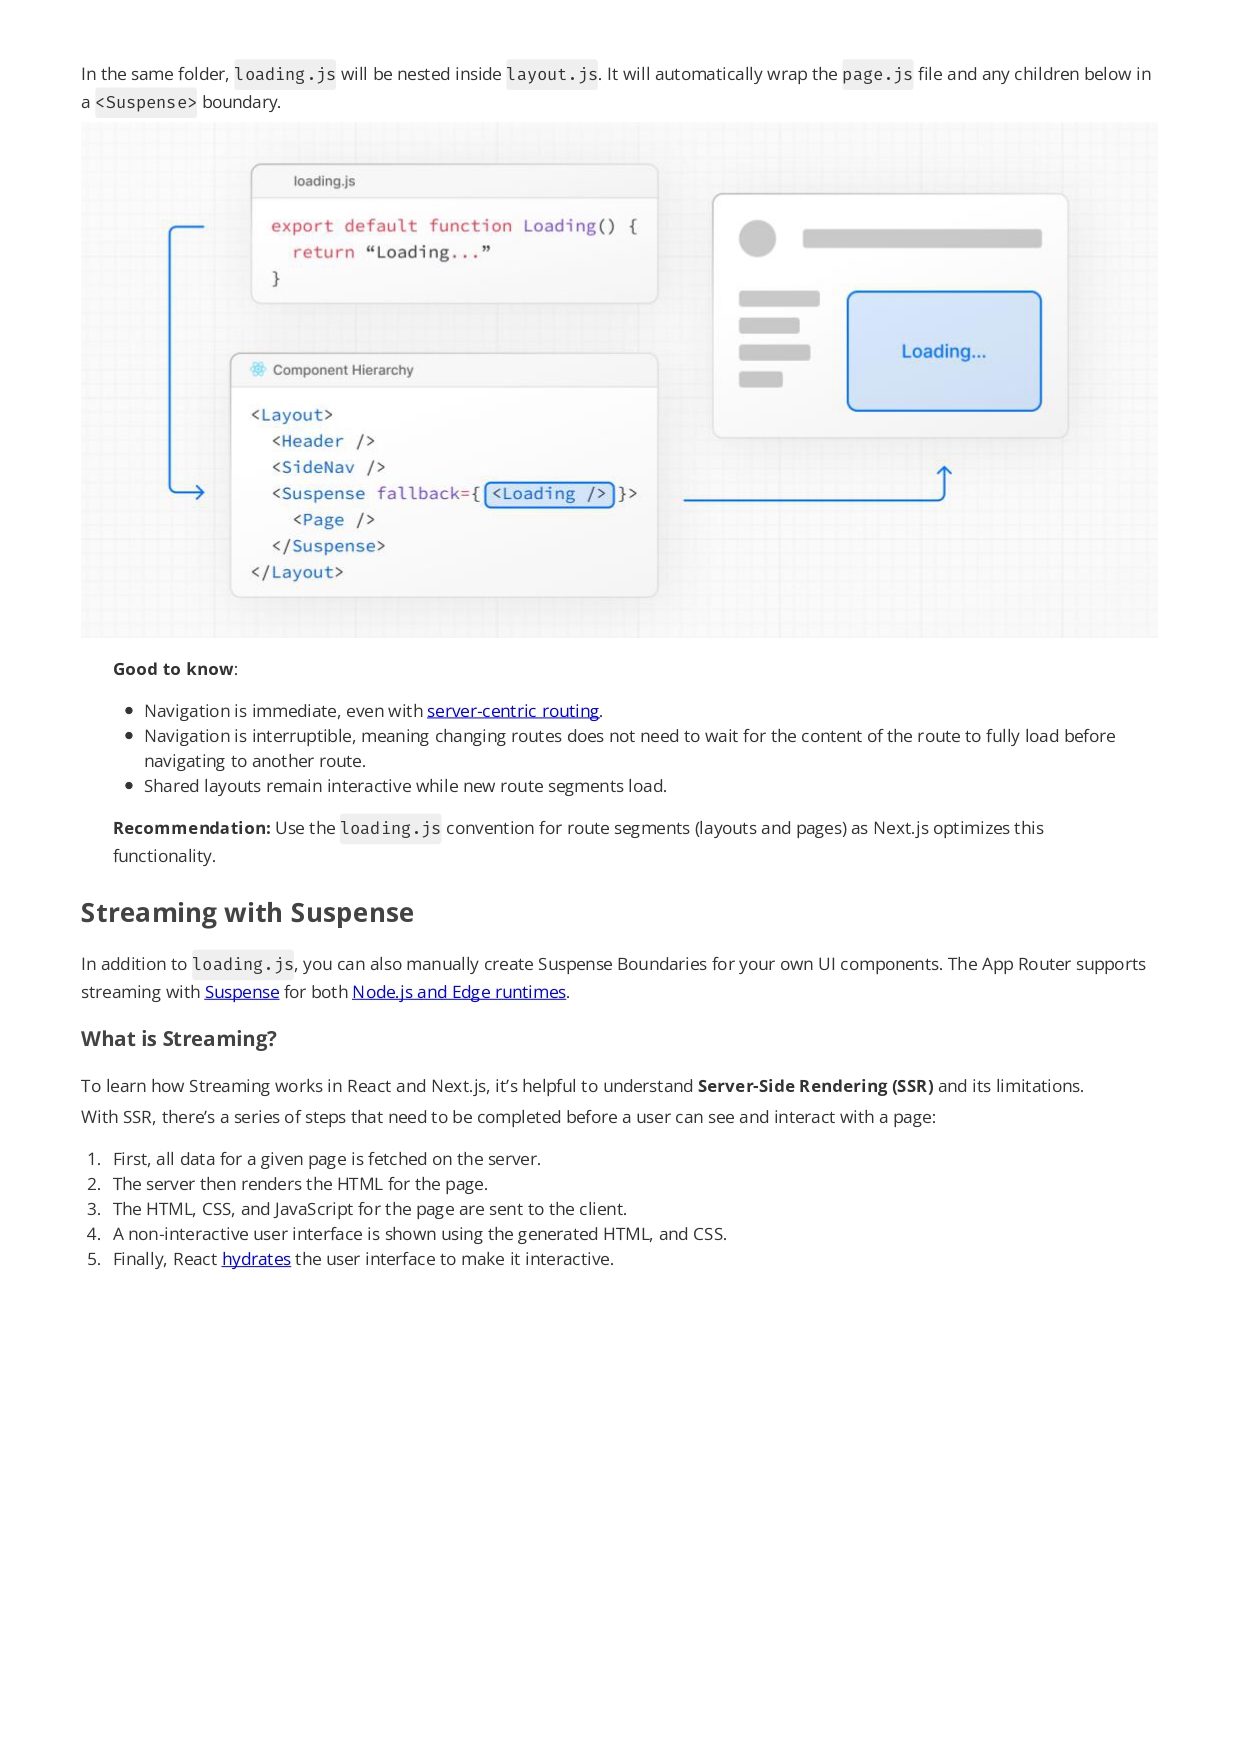 In the same folder, loading.js will be nested inside layout.js. It will automatically wrap the page.js file and any children below in
a <Suspense> boundary.
loading.js
export default function Loading() {
  return “Loading...”
}
Component Hierarchy
<Layout>
  <Header />
  <SideNav />
  <Suspense fallback={<Loading />}>
    <Page />
  </Suspense>
</Layout>
Loading...
Good to know:
• Navigation is immediate, even with server-centric routing.
• Navigation is interruptible, meaning changing routes does not need to wait for the content of the route to fully load before
navigating to another route.
• Shared layouts remain interactive while new route segments load.
Recommendation: Use the loading.js convention for route segments (layouts and pages) as Next.js optimizes this
functionality.
Streaming with Suspense
In addition to loading.js, you can also manually create Suspense Boundaries for your own UI components. The App Router supports
streaming with Suspense for both Node.js and Edge runtimes.
What is Streaming?
To learn how Streaming works in React and Next.js, it’s helpful to understand Server-Side Rendering (SSR) and its limitations.
With SSR, there’s a series of steps that need to be completed before a user can see and interact with a page:
1. First, all data for a given page is fetched on the server.
2. The server then renders the HTML for the page.
3. The HTML, CSS, and JavaScript for the page are sent to the client.
4. A non-interactive user interface is shown using the generated HTML, and CSS.
5. Finally, React hydrates the user interface to make it interactive.